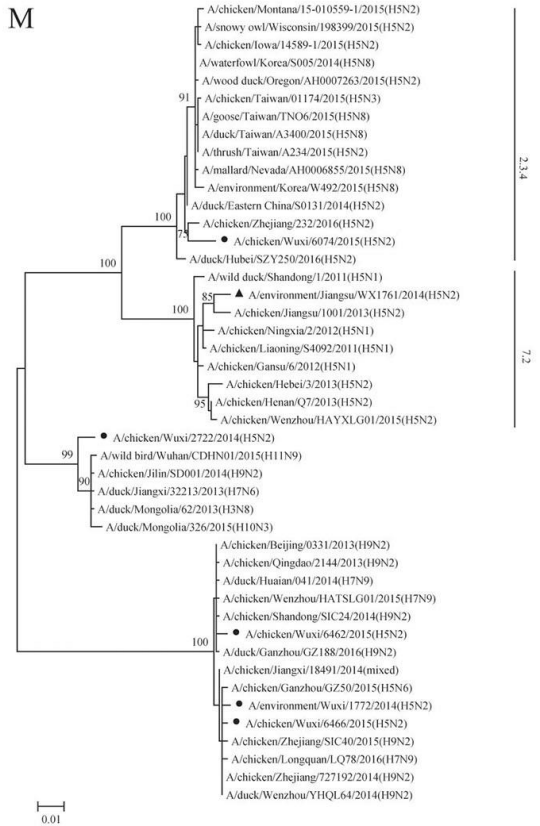 M
A/chicken/Montana/15-010559-1/2015(H5N2)
A/snowy owl/Wisconsin/198399/2015(H5N2)
A/chicken/Iowa/14589-1/2015(H5N2)
A/waterfowl/Korea/S005/2014(H5N8)
A/wood duck/Oregon/AH0007263/2015(H5N2)
91
A/chicken/Taiwan/01174/2015(H5N3)
A/goose/Taiwan/TNO6/2015(H5N8)
A/duck/Taiwan/A3400/2015(H5N8)
A/thrush/Taiwan/A234/2015(H5N2)
A/mallard/Nevada/AH0006855/2015(H5N8)
A/environment/Korea/W492/2015(H5N8)
A/duck/Eastern China/S0131/2014(H5N2)
100
A/chicken/Zhejiang/232/2016(H5N2)
75
A/chicken/Wuxi/6074/2015(H5N2)
A/duck/Hubei/SZY250/2016(H5N2)
2.3.4
100
A/wild duck/Shandong/1/2011(H5N1)
85
A/environment/Jiangsu/WX1761/2014(H5N2)
100
A/chicken/Jiangsu/1001/2013(H5N2)
A/chicken/Ningxia/2/2012(H5N1)
A/chicken/Liaoning/S4092/2011(H5N1)
A/chicken/Gansu/6/2012(H5N1)
A/chicken/Hebei/3/2013(H5N2)
95
A/chicken/Henan/Q7/2013(H5N2)
A/chicken/Wenzhou/HAYXLG01/2015(H5N2)
7.2
A/chicken/Wuxi/2722/2014(H5N2)
99
A/wild bird/Wuhan/CDHN01/2015(H11N9)
A/chicken/Jilin/SD001/2014(H9N2)
90
A/duck/Jiangxi/32213/2013(H7N6)
A/duck/Mongolia/62/2013(H3N8)
A/duck/Mongolia/326/2015(H10N3)
A/chicken/Beijing/0331/2013(H9N2)
A/chicken/Qingdao/2144/2013(H9N2)
A/duck/Huaian/041/2014(H7N9)
A/chicken/Wenzhou/HATSLG01/2015(H7N9)
A/chicken/Shandong/SIC24/2014(H9N2)
A/chicken/Wuxi/6462/2015(H5N2)
100
A/duck/Ganzhou/GZ188/2016(H9N2)
A/chicken/Jiangxi/18491/2014(mixed)
A/chicken/Ganzhou/GZ50/2015(H5N6)
A/environment/Wuxi/1772/2014(H5N2)
A/chicken/Wuxi/6466/2015(H5N2)
A/chicken/Zhejiang/SIC40/2015(H9N2)
A/chicken/Longquan/LQ78/2016(H7N9)
A/chicken/Zhejiang/727192/2014(H9N2)
A/duck/Wenzhou/YHQL64/2014(H9N2)
0.01